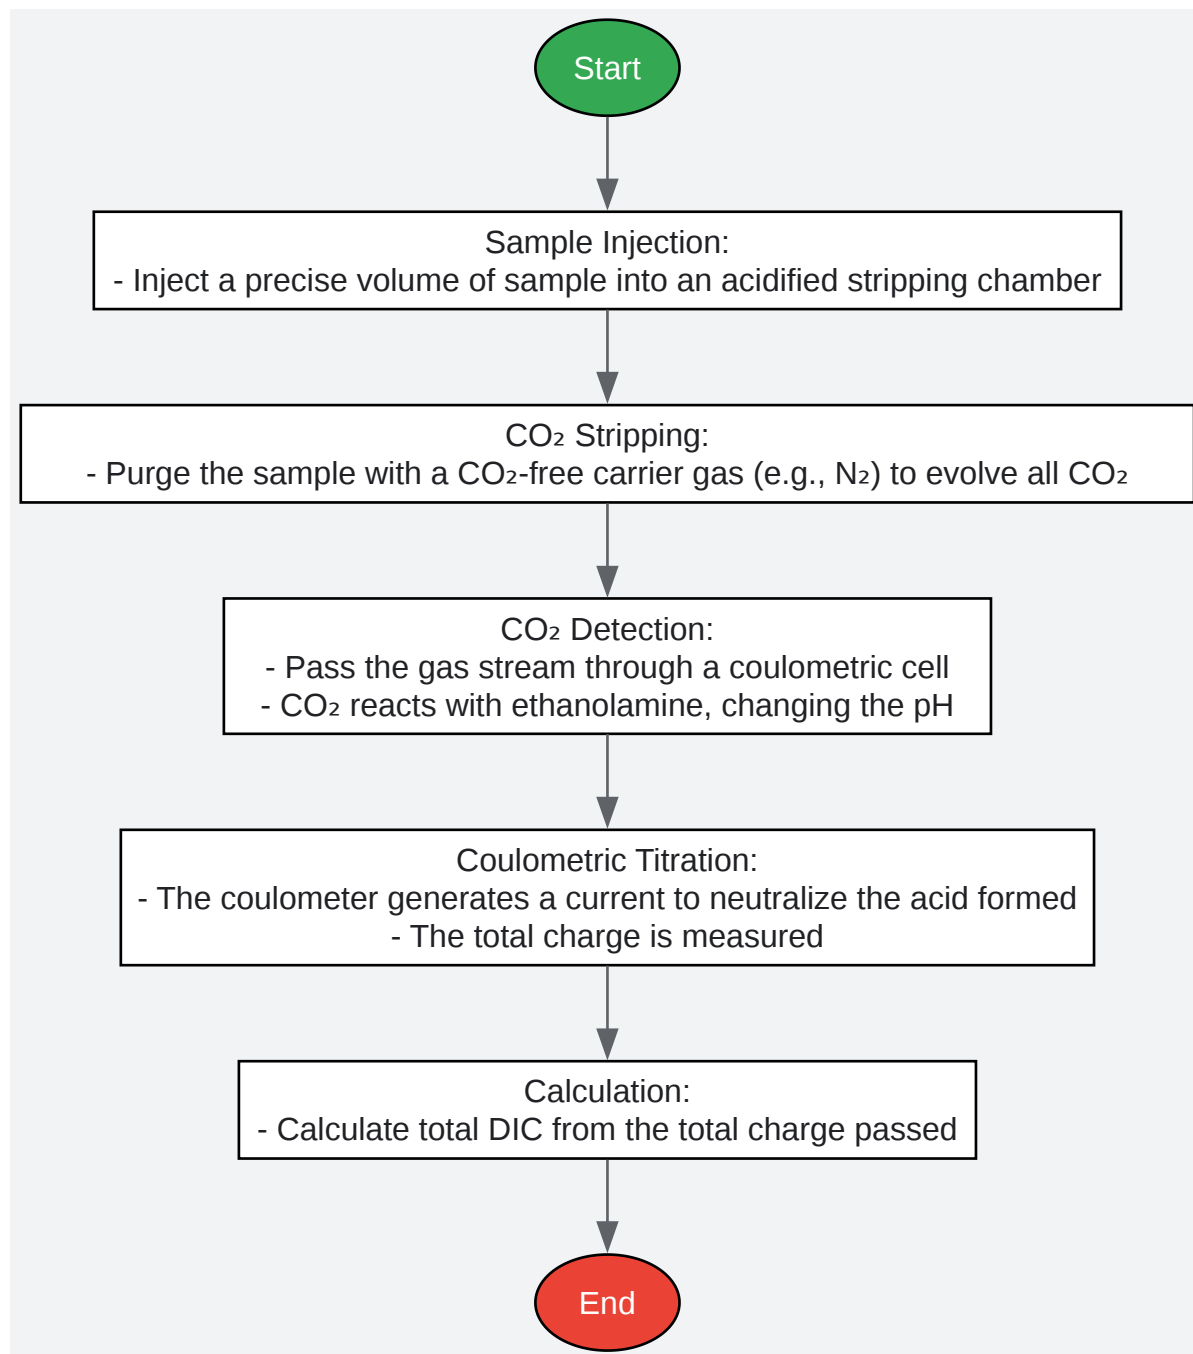 Start
Sample Injection:
- Inject a precise volume of sample into an acidified stripping chamber
CO₂ Stripping:
- Purge the sample with a CO₂-free carrier gas (e.g., N₂) to evolve all CO₂
CO₂ Detection:
- Pass the gas stream through a coulometric cell
- CO₂ reacts with ethanolamine, changing the pH
Coulometric Titration:
- The coulometer generates a current to neutralize the acid formed
- The total charge is measured
Calculation:
- Calculate total DIC from the total charge passed
End